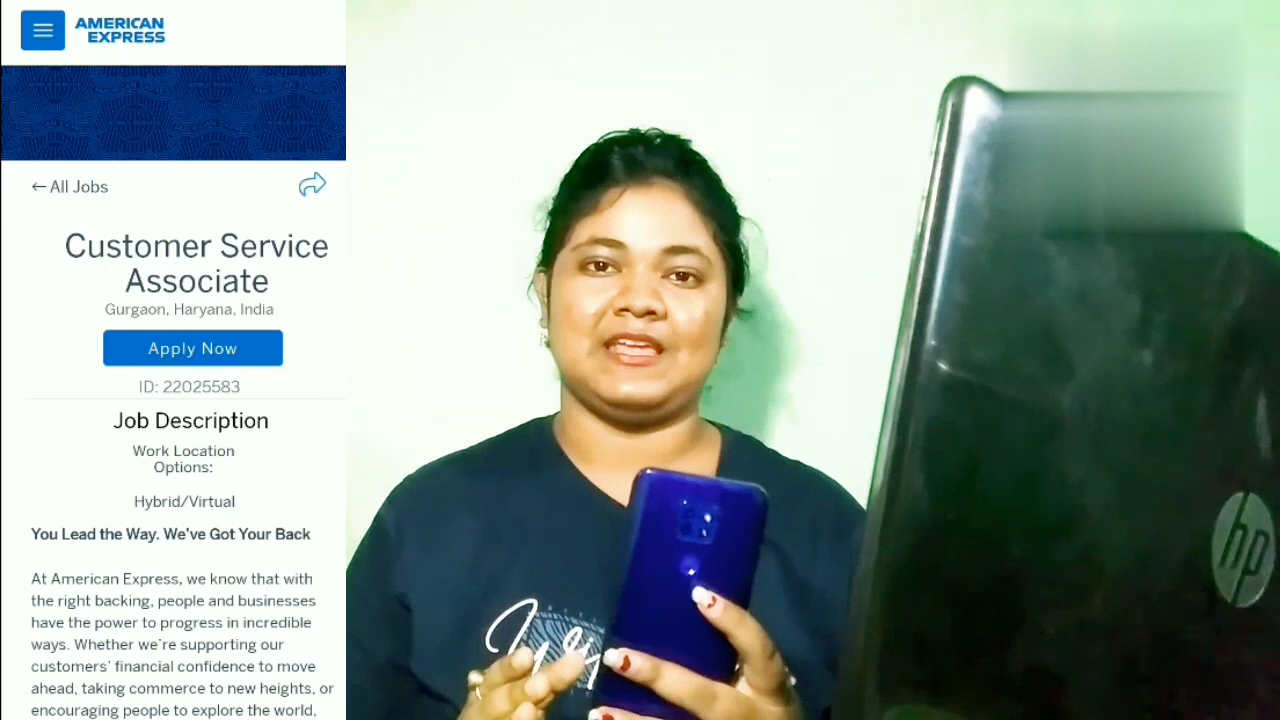 AMERICAN
EXPRESS
← All Jobs
Customer Service
Associate
Gurgaon, Haryana, India
Apply Now
ID: 22025583
Job Description
Work Location
Options:
Hybrid/Virtual
You Lead the Way. We've Got Your Back
At American Express, we know that with
the right backing, people and businesses
have the power to progress in incredible
ways. Whether we're supporting our
customers' financial confidence to move
ahead, taking commerce to new heights, or
encouraging people to explore the world,
hp